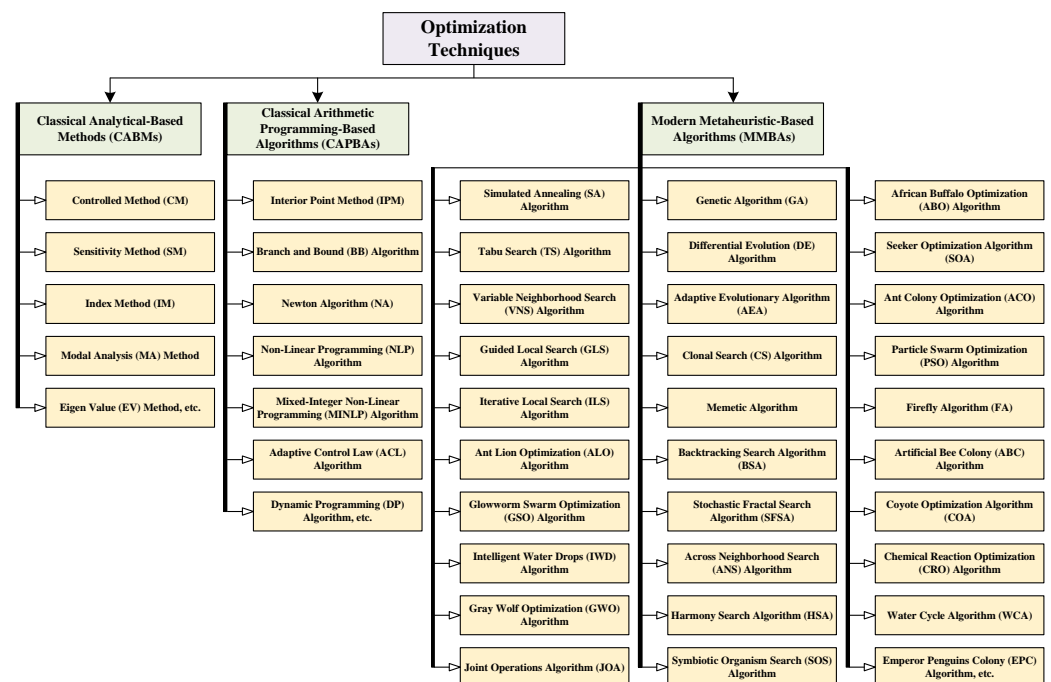 Optimization
Techniques
Classical Analytical-Based
Methods (CABMs)
Controlled Method (CM)
Sensitivity Method (SM)
Index Method (IM)
Modal Analysis (MA) Method
Eigen Value (EV) Method, etc.
Classical Arithmetic
Programming-Based
Algorithms (CAPBAs)
Interior Point Method (IPM)
Branch and Bound (BB) Algorithm
Newton Algorithm (NA)
Non-Linear Programming (NLP)
Algorithm
Mixed-Integer Non-Linear
Programming (MINLP) Algorithm
Adaptive Control Law (ACL)
Algorithm
Dynamic Programming (DP)
Algorithm, etc.
Modern Metaheuristic-Based
Algorithms (MMBAs)
Simulated Annealing (SA)
Algorithm
Tabu Search (TS) Algorithm
Variable Neighborhood Search
(VNS) Algorithm
Guided Local Search (GLS)
Algorithm
Iterative Local Search (ILS)
Algorithm
Ant Lion Optimization (ALO)
Algorithm
Glowworm Swarm Optimization
(GSO) Algorithm
Intelligent Water Drops (IWD)
Algorithm
Gray Wolf Optimization (GWO)
Algorithm
Joint Operations Algorithm (JOA)
Genetic Algorithm (GA)
Differential Evolution (DE)
Algorithm
Adaptive Evolutionary Algorithm
(AEA)
Clonal Search (CS) Algorithm
Memetic Algorithm
Backtracking Search Algorithm
(BSA)
Stochastic Fractal Search
Algorithm (SFSA)
Across Neighborhood Search
(ANS) Algorithm
Harmony Search Algorithm (HSA)
Symbiotic Organism Search (SOS)
Algorithm
African Buffalo Optimization
(ABO) Algorithm
Seeker Optimization Algorithm
(SOA)
Ant Colony Optimization (ACO)
Algorithm
Particle Swarm Optimization
(PSO) Algorithm
Firefly Algorithm (FA)
Artificial Bee Colony (ABC)
Algorithm
Coyote Optimization Algorithm
(COA)
Chemical Reaction Optimization
(CRO) Algorithm
Water Cycle Algorithm (WCA)
Emperor Penguins Colony (EPC)
Algorithm, etc.